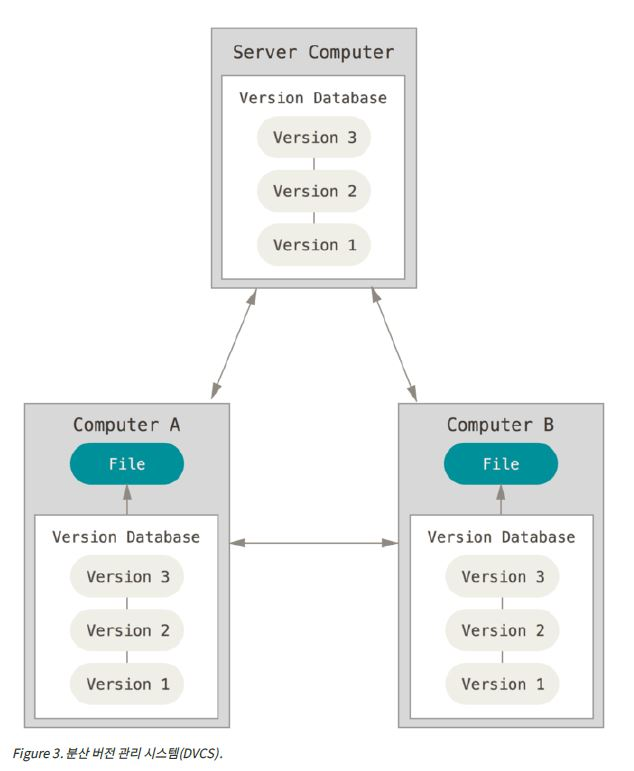 Server Computer
Version Database
Version 3
Version 2
Version 1
Computer A
File
Version Database
Version 3
Version 2
Version 1
Computer B
File
Version Database
Version 3
Version 2
Version 1
Figure 3. 분산 버전 관리 시스템(DVCS).